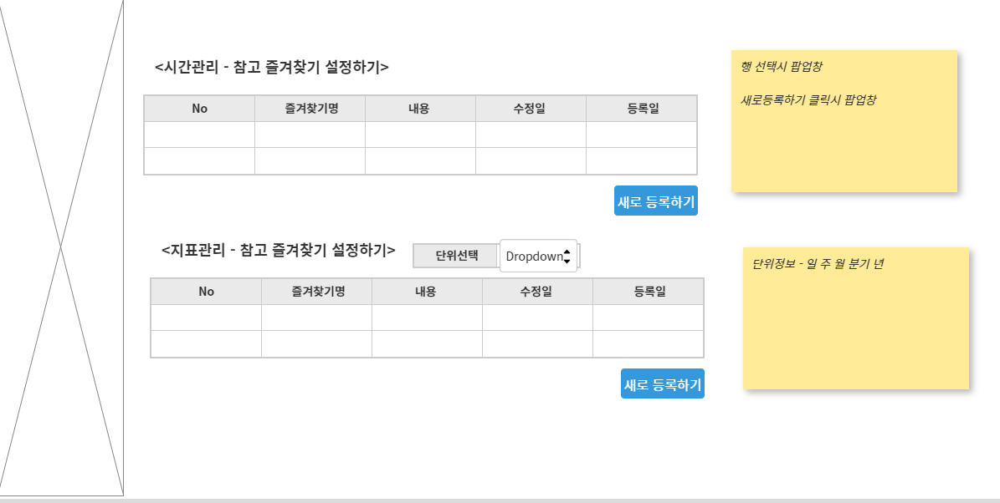 <시간관리 - 참고 즐겨찾기 설정하기>
No 즐겨찾기명 내용 수정일 등록일
새로 등록하기
행 선택시 팝업창
새로등록하기 클릭시 팝업창
<지표관리 - 참고 즐겨찾기 설정하기>
단위선택 Dropdown
No 즐겨찾기명 내용 수정일 등록일
새로 등록하기
단위정보 - 일 주 월 분기 년